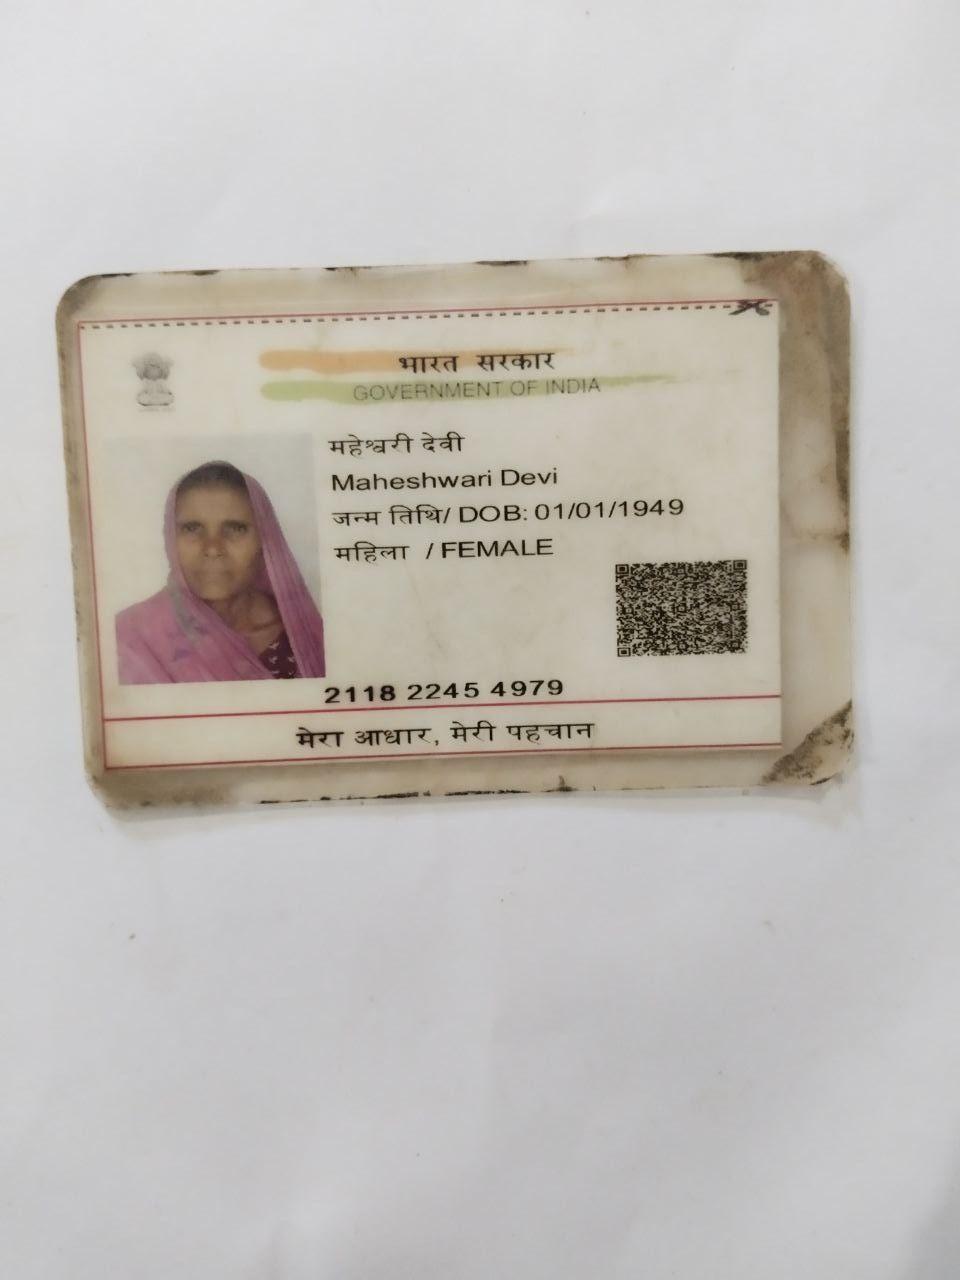 भारत सरकार
GOVERNMENT OF INDIA
महेश्वरी देवी
Maheshwari Devi
जन्म तिथि/ DOB: 01/01/1949
महिला / FEMALE
2118 2245 4979
मेरा आधार, मेरी पहचान